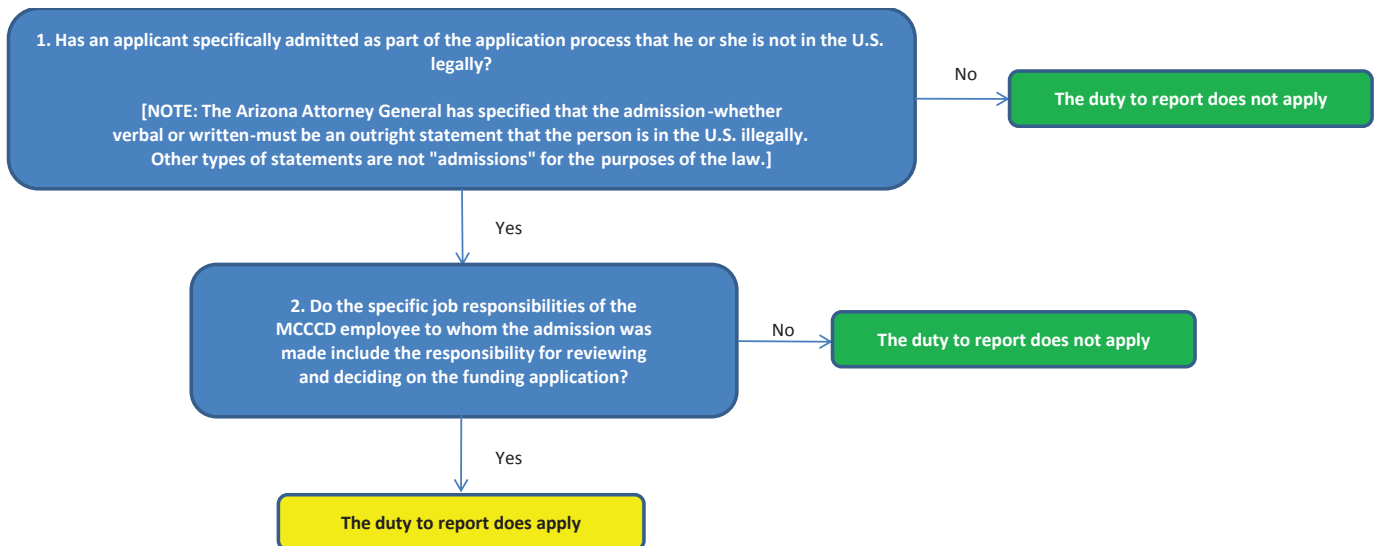 1. Has an applicant specifically admitted as part of the application process that he or she is not in the U.S.
legally?
[NOTE: The Arizona Attorney General has specified that the admission-whether
verbal or written-must be an outright statement that the person is in the U.S. illegally.
Other types of statements are not "admissions" for the purposes of the law.]
No
The duty to report does not apply
Yes
2. Do the specific job responsibilities of the
MCCCD employee to whom the admission was
made include the responsibility for reviewing
and deciding on the funding application?
No
The duty to report does not apply
Yes
The duty to report does apply